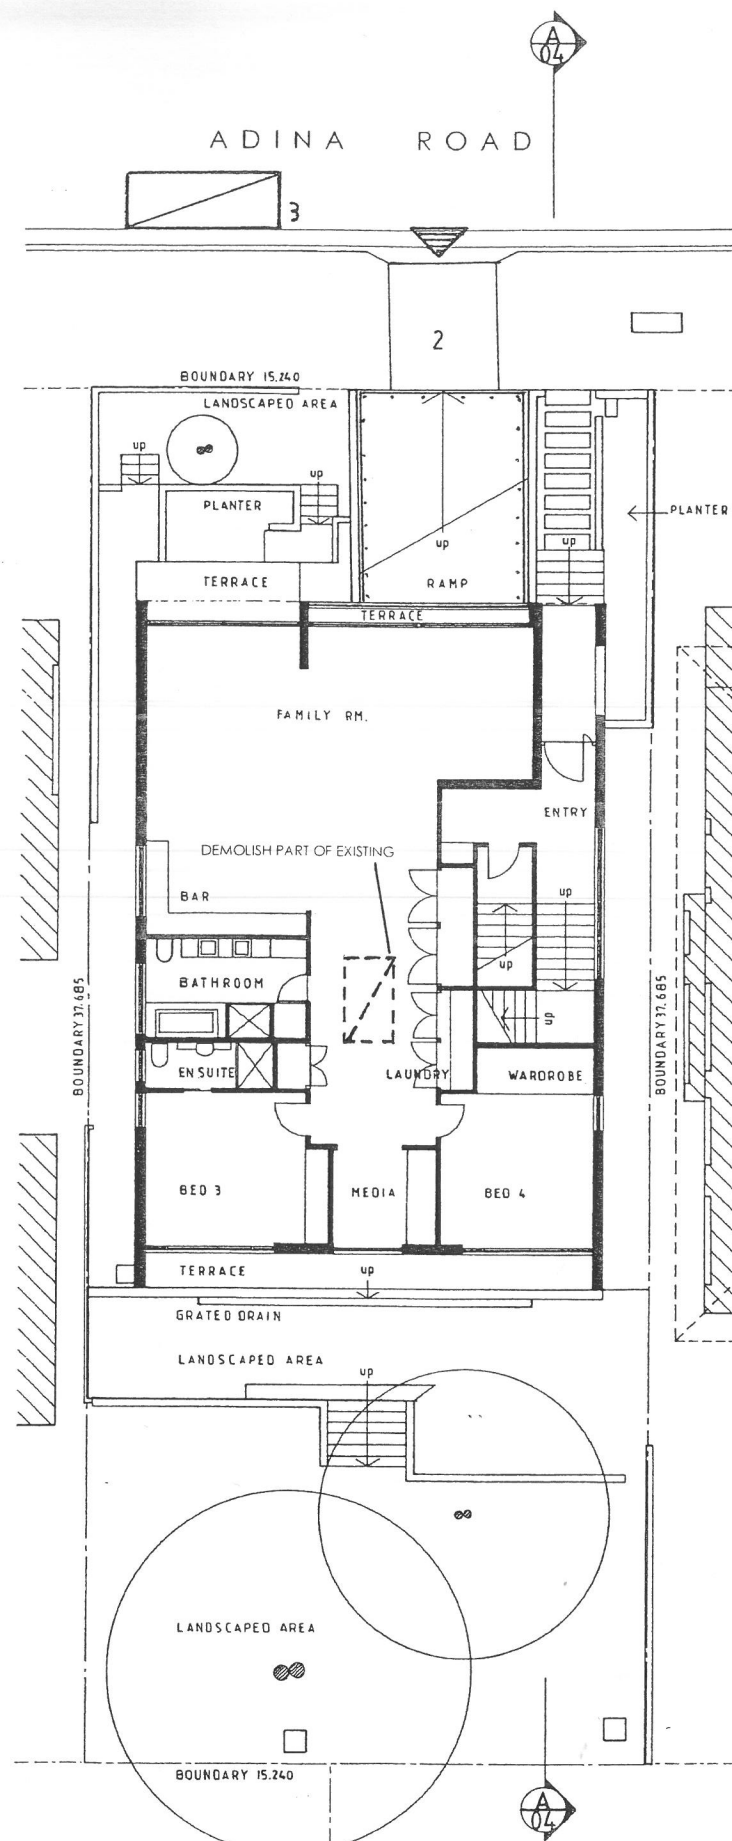 A
04
ADINA ROAD
3
2
BOUNDARY 15.240
LANDSCAPED AREA
up
up
PLANTER
PLANTER
up
up
TERRACE
RAMP
TERRACE
FAMILY RM.
ENTRY
DEMOLISH PART OF EXISTING
BAR
up
up
BATHROOM
up
BOUNDARY 37.685
BOUNDARY 37.685
ENSUITE
LAUNDRY
WARDROBE
BED 3
MEDIA
BED 4
TERRACE
up
GRATED DRAIN
LANDSCAPED AREA
up
LANDSCAPED AREA
BOUNDARY 15.240
A
04